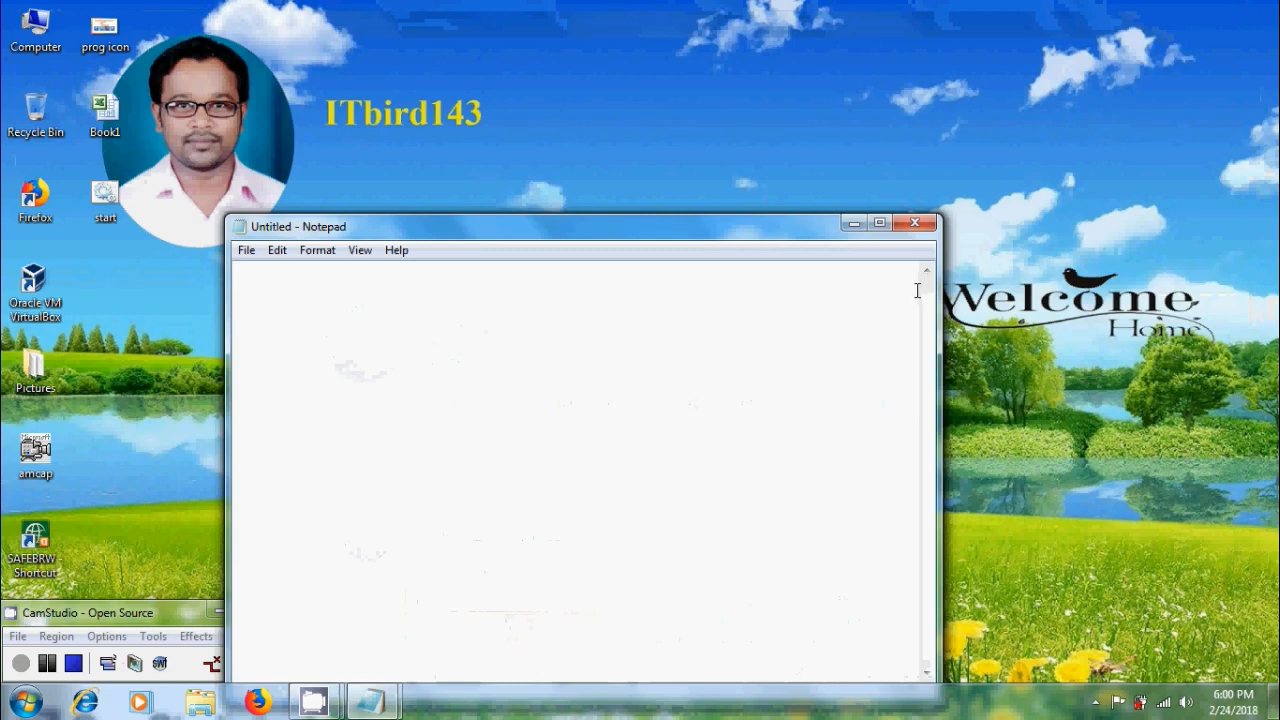 Computer
prog icon
ITbird143
Recycle Bin
Book1
Firefox
start
Untitled - Notepad
File Edit Format View Help
Oracle VM
VirtualBox
Welcome
Home
Pictures
Microsoft
amcap
SAFEBRW -
Shortcut
CamStudio - Open Source
File Region Options Tools Effects
SWF
6:00 PM
2/24/2018